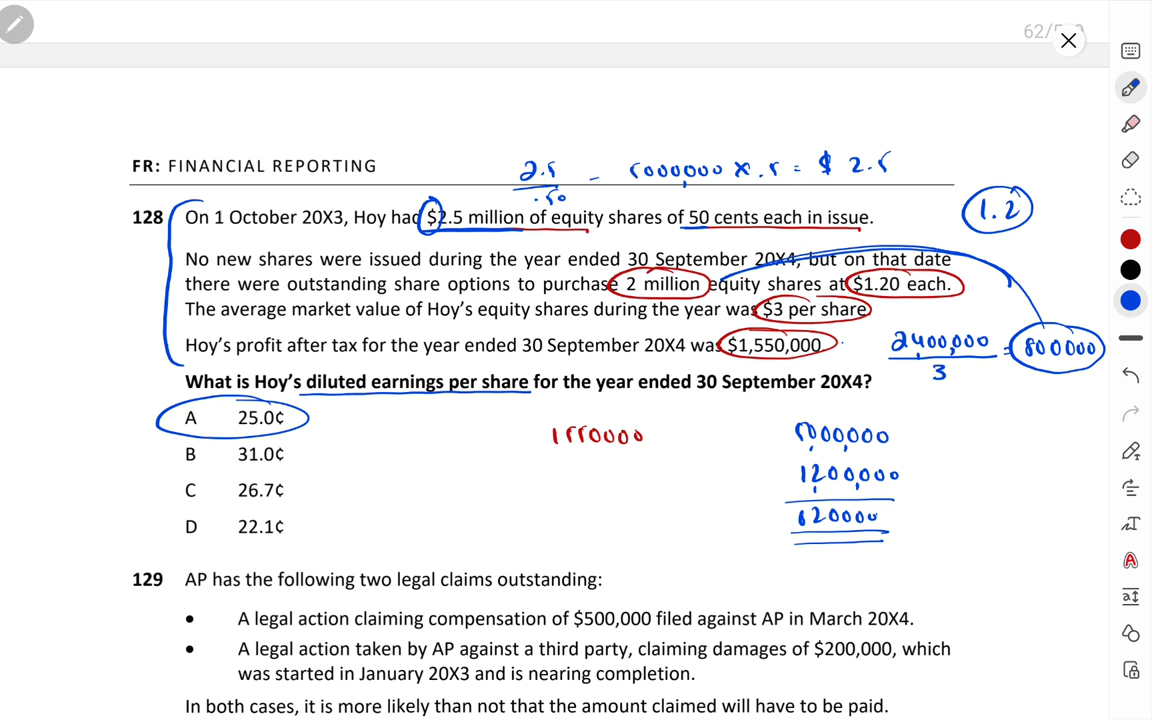 62/5
FR: FINANCIAL REPORTING
2.5 / .50 = 5000,000 x .5 = $ 2.5
128 On 1 October 20X3, Hoy had $2.5 million of equity shares of 50 cents each in issue.
1.2
No new shares were issued during the year ended 30 September 20X4, but on that date
there were outstanding share options to purchase 2 million equity shares at $1.20 each.
The average market value of Hoy's equity shares during the year was $3 per share
Hoy's profit after tax for the year ended 30 September 20X4 was $1,550,000
2400,000 / 3 = 800000
What is Hoy's diluted earnings per share for the year ended 30 September 20X4?
A 25.0¢
1550000
5000,000
B 31.0¢
1200,000
C 26.7¢
620000
D 22.1¢
129 AP has the following two legal claims outstanding:
• A legal action claiming compensation of $500,000 filed against AP in March 20X4.
• A legal action taken by AP against a third party, claiming damages of $200,000, which
was started in January 20X3 and is nearing completion.
In both cases, it is more likely than not that the amount claimed will have to be paid.